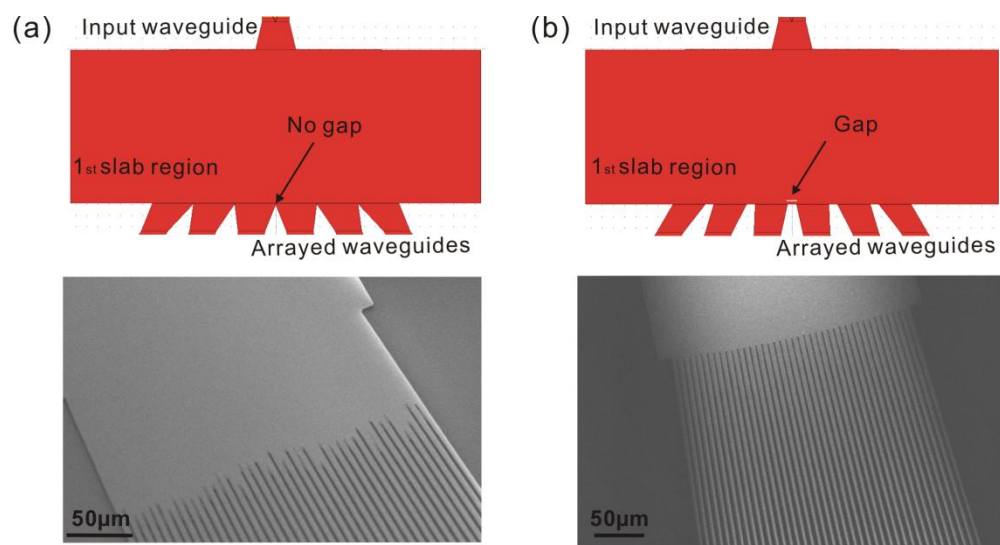 (a)
Input waveguide
No gap
1st slab region
Arrayed waveguides
50µm
(b)
Input waveguide
Gap
1st slab region
Arrayed waveguides
50µm